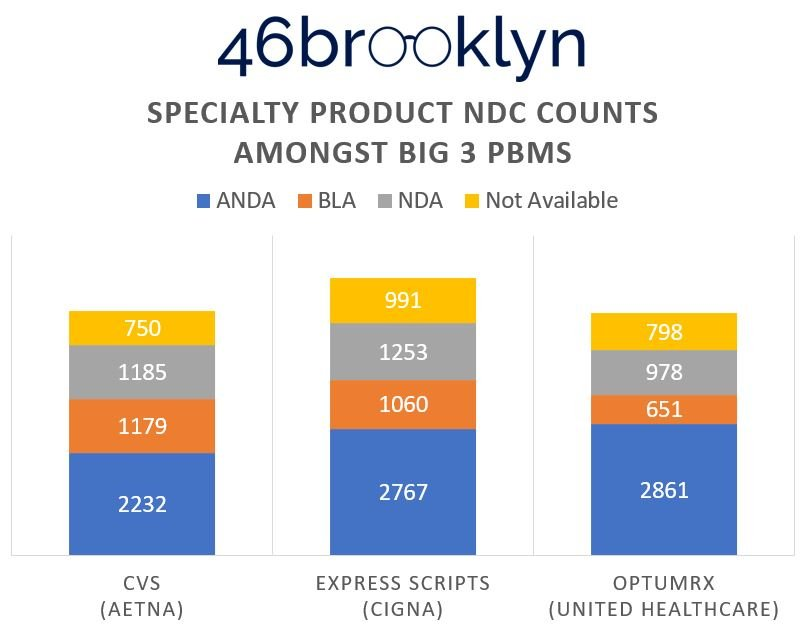 46brooklyn
SPECIALTY PRODUCT NDC COUNTS
AMONGST BIG 3 PBMS
ANDA BLA NDA Not Available
750 991 798
1185 1253 978
1179 1060 651
2232 2767 2861
CVS EXPRESS SCRIPTS OPTUMRX
(AETNA) (CIGNA) (UNITED HEALTHCARE)